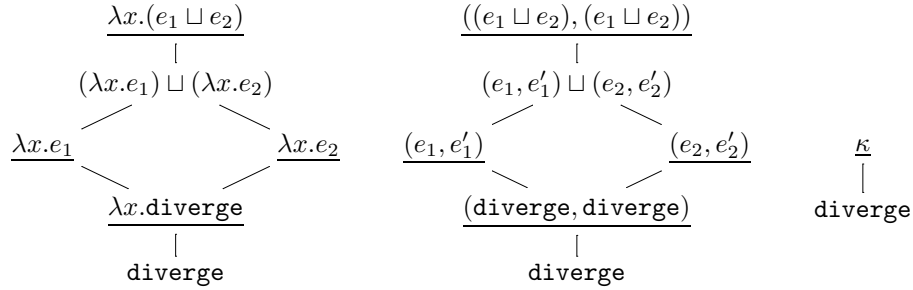 λx.(e₁ ⊔ e₂) ((e₁ ⊔ e₂), (e₁ ⊔ e₂))
(λx.e₁) ⊔ (λx.e₂) (e₁, e′₁) ⊔ (e₂, e′₂)
λx.e₁ λx.e₂ (e₁, e′₁) (e₂, e′₂) κ
λx.diverge (diverge, diverge) diverge
diverge diverge